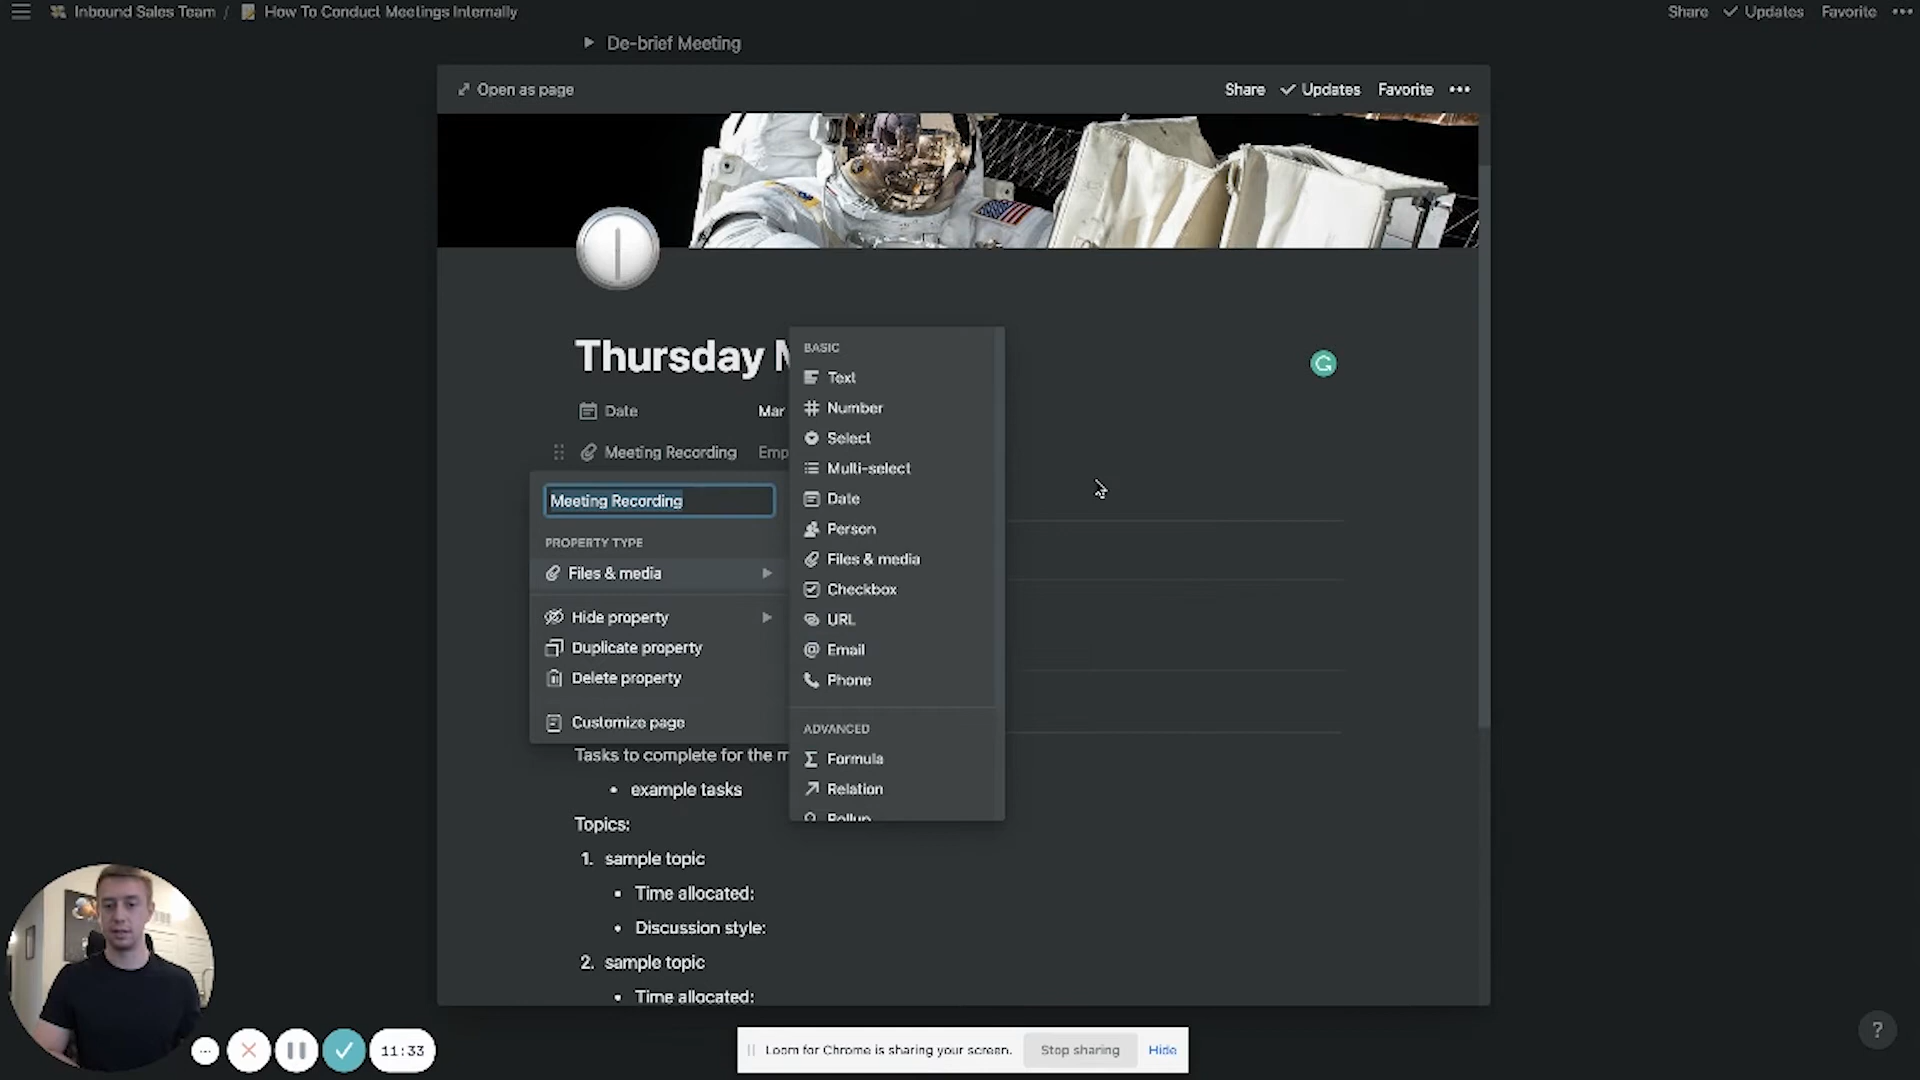 Inbound Sales Team / How To Conduct Meetings Internally
Share Updates Favorite
De-brief Meeting
Open as page
Share Updates Favorite
Thursday M
Date Mar
Meeting Recording Emp
Meeting Recording
PROPERTY TYPE
Files & media
Hide property
Duplicate property
Delete property
Customize page
BASIC
Text
Number
Select
Multi-select
Date
Person
Files & media
Checkbox
URL
Email
Phone
ADVANCED
Formula
Relation
Rollup
Tasks to complete for the m
• example tasks
Topics:
1. sample topic
• Time allocated:
• Discussion style:
2. sample topic
• Time allocated:
11:33
Loom for Chrome is sharing your screen. Stop sharing Hide
?